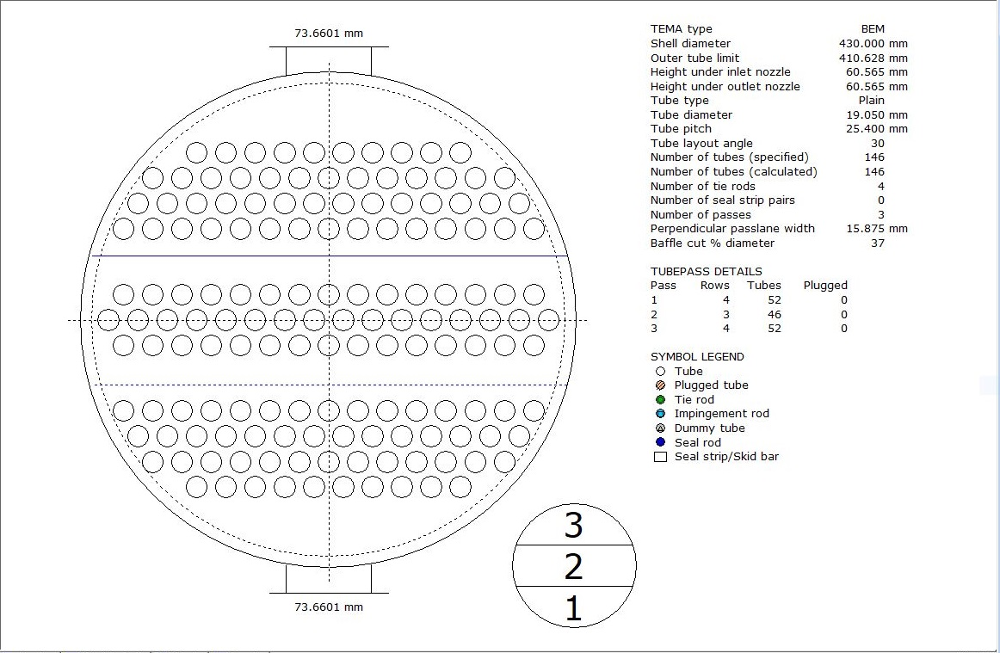 73.6601 mm
TEMA type BEM
Shell diameter 430.000 mm
Outer tube limit 410.628 mm
Height under inlet nozzle 60.565 mm
Height under outlet nozzle 60.565 mm
Tube type Plain
Tube diameter 19.050 mm
Tube pitch 25.400 mm
Tube layout angle 30
Number of tubes (specified) 146
Number of tubes (calculated) 146
Number of tie rods 4
Number of seal strip pairs 0
Number of passes 3
Perpendicular passlane width 15.875 mm
Baffle cut % diameter 37
TUBEPASS DETAILS
Pass Rows Tubes Plugged
1 4 52 0
2 3 46 0
3 4 52 0
SYMBOL LEGEND
Tube
Plugged tube
Tie rod
Impingement rod
Dummy tube
Seal rod
Seal strip/Skid bar
3
2
1
73.6601 mm